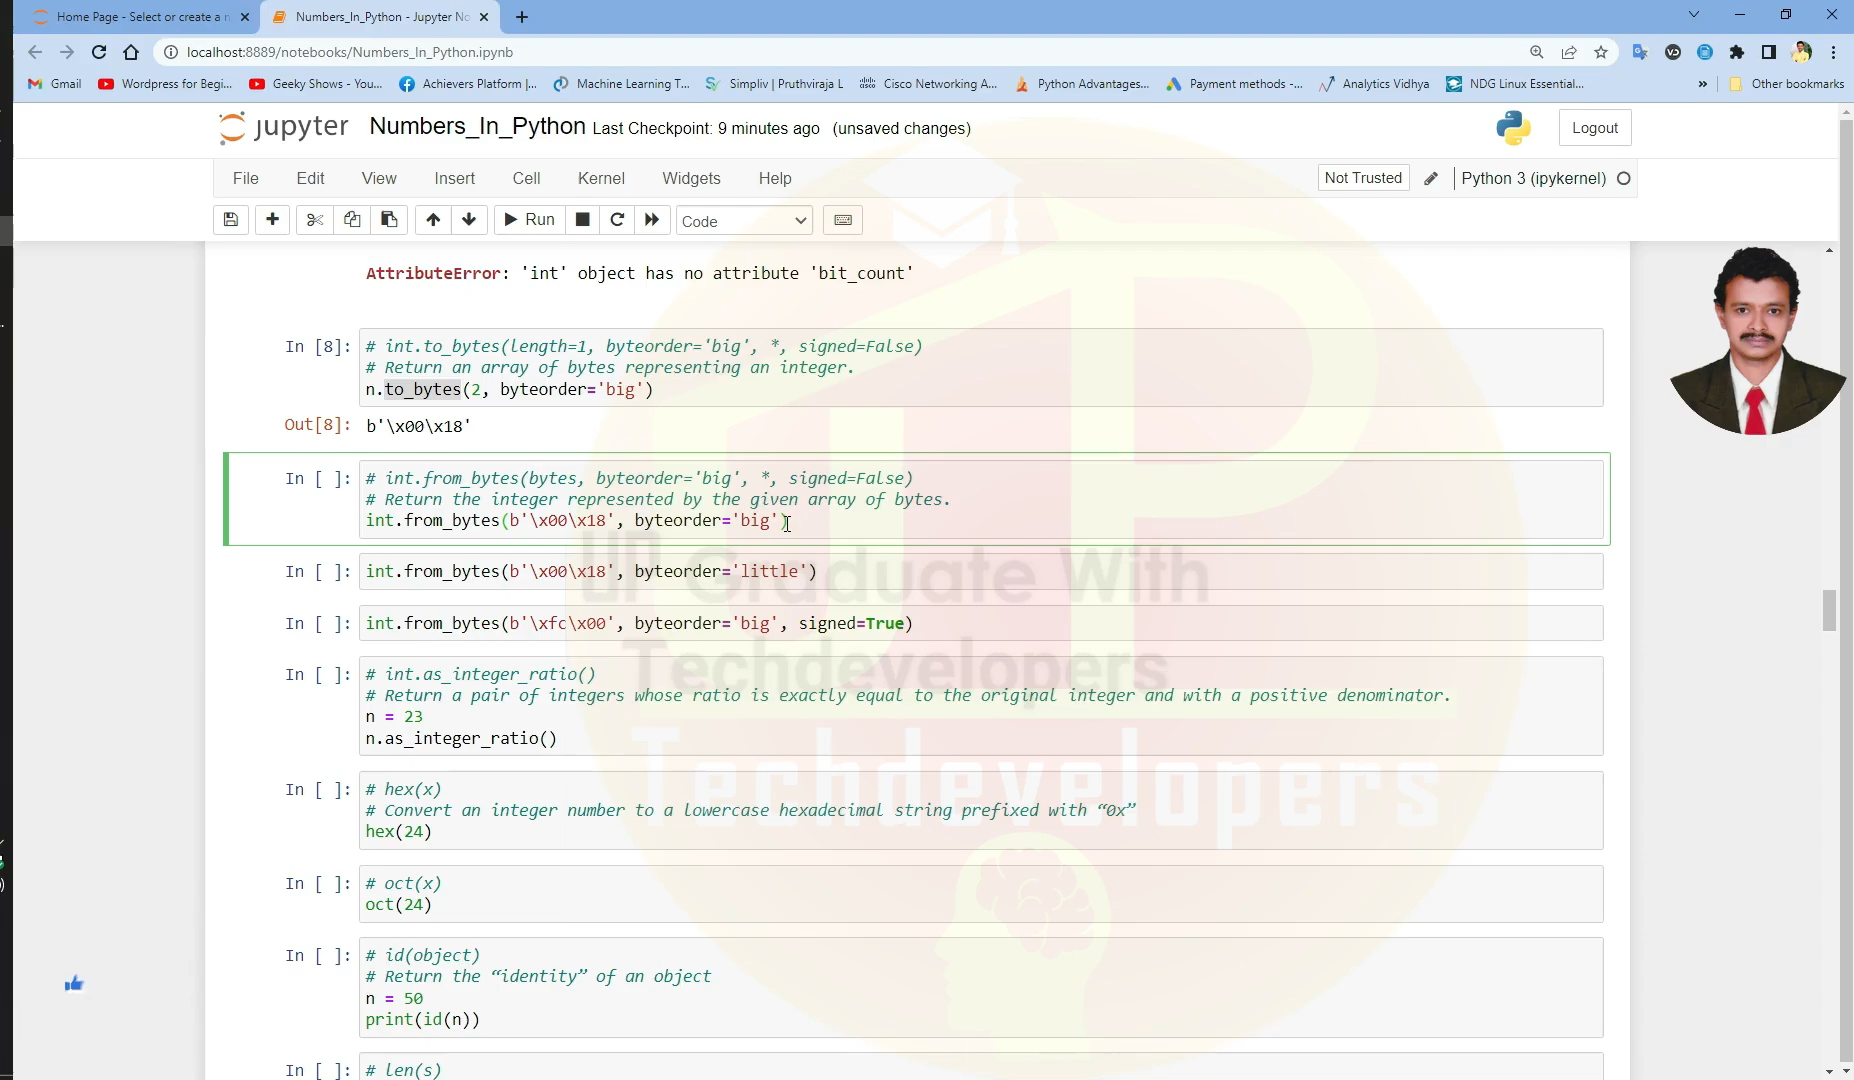 Home Page - Select or create a n
Numbers_In_Python - Jupyter No
localhost:8889/notebooks/Numbers_In_Python.ipynb
Gmail
Wordpress for Begi...
Geeky Shows - You...
Achievers Platform |...
Machine Learning T...
Simpliv | Pruthviraja L
Cisco Networking A...
Python Advantages...
Payment methods -...
Analytics Vidhya
NDG Linux Essential...
»
Other bookmarks
jupyter Numbers_In_Python Last Checkpoint: 9 minutes ago (unsaved changes)
Logout
File Edit View Insert Cell Kernel Widgets Help
Not Trusted
Python 3 (ipykernel)
Run
Code
AttributeError: 'int' object has no attribute 'bit_count'
In [8]: # int.to_bytes(length=1, byteorder='big', *, signed=False)
# Return an array of bytes representing an integer.
n.to_bytes(2, byteorder='big')
Out[8]: b'\x00\x18'
In [ ]: # int.from_bytes(bytes, byteorder='big', *, signed=False)
# Return the integer represented by the given array of bytes.
int.from_bytes(b'\x00\x18', byteorder='big')
In [ ]: int.from_bytes(b'\x00\x18', byteorder='little')
In [ ]: int.from_bytes(b'\xfc\x00', byteorder='big', signed=True)
In [ ]: # int.as_integer_ratio()
# Return a pair of integers whose ratio is exactly equal to the original integer and with a positive denominator.
n = 23
n.as_integer_ratio()
In [ ]: # hex(x)
# Convert an integer number to a lowercase hexadecimal string prefixed with “0x”
hex(24)
In [ ]: # oct(x)
oct(24)
In [ ]: # id(object)
# Return the “identity” of an object
n = 50
print(id(n))
In [ ]: # len(s)
UP Graduate With
Techdevelopers
Techdevelopers